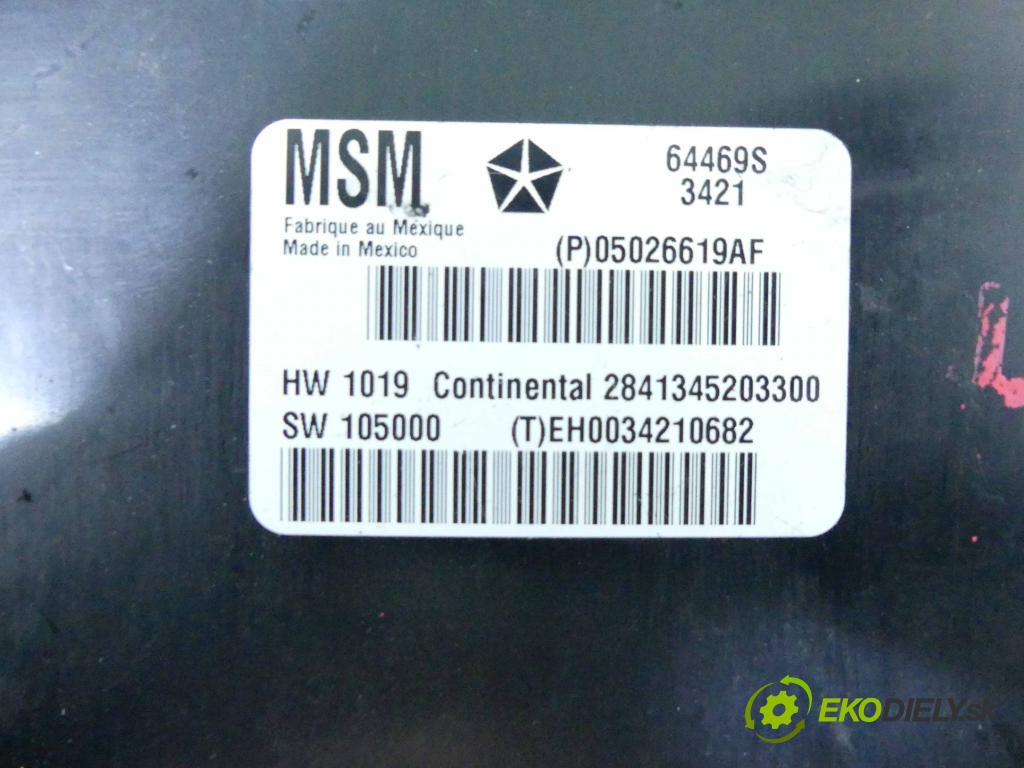 MSM
64469S
3421
Fabrique au Mexique
Made in Mexico
(P)05026619AF
HW 1019 Continental 2841345203300
SW 105000 (T)EH0034210682
EKODIELY.sk